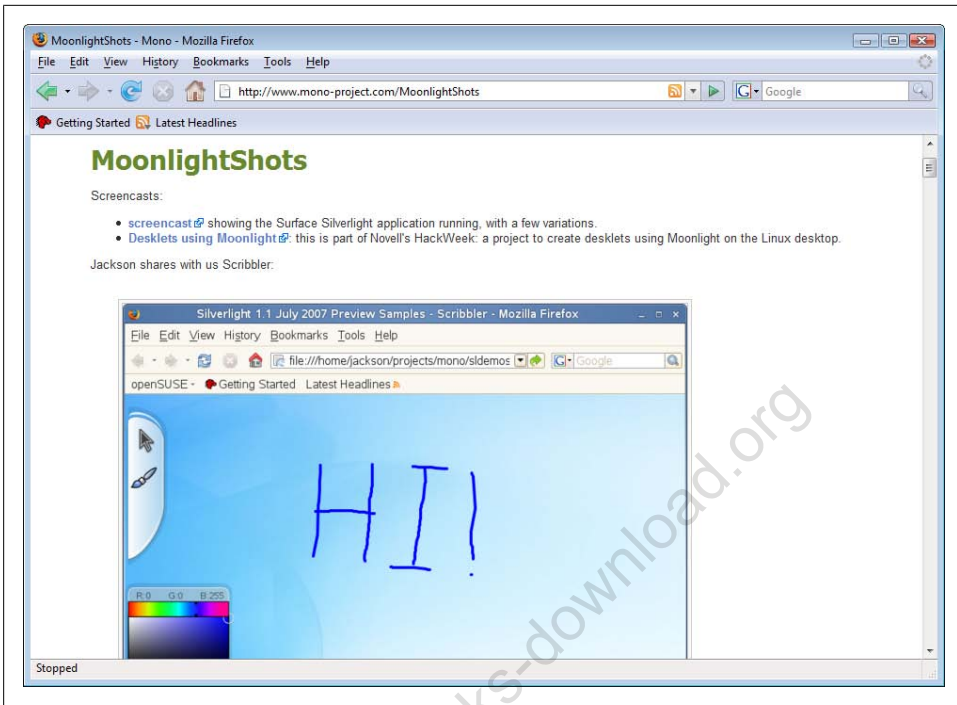 MoonlightShots - Mono - Mozilla Firefox
File Edit View History Bookmarks Tools Help
http://www.mono-project.com/MoonlightShots
G Google
Getting Started Latest Headlines
MoonlightShots
Screencasts:
• screencast showing the Surface Silverlight application running, with a few variations.
• Desklets using Moonlight: this is part of Novell's HackWeek: a project to create desklets using Moonlight on the Linux desktop.
Jackson shares with us Scribbler:
Silverlight 1.1 July 2007 Preview Samples - Scribbler - Mozilla Firefox
File Edit View History Bookmarks Tools Help
file:///home/jackson/projects/mono/sldemos G Google
openSUSE Getting Started Latest Headlines
HI!
R:0 G:0 B:255
Stopped
ks-download.org